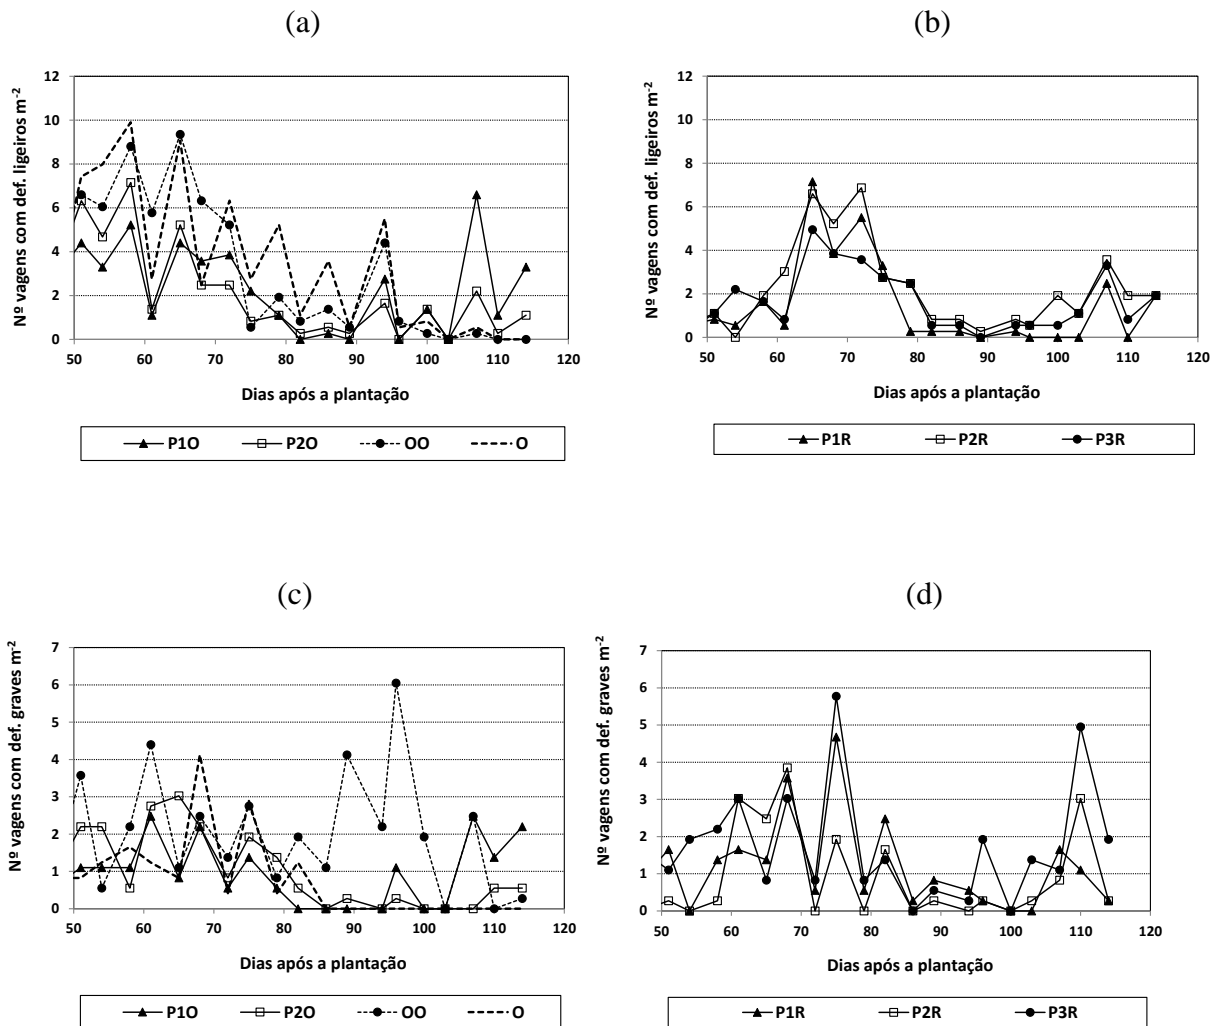 (a)
(b)
Nº vagens com def. ligeiros m⁻²
12
10
8
6
4
2
0
50 60 70 80 90 100 110 120
Dias após a plantação
P1O P2O OO O
Nº vagens com def. ligeiros m⁻²
12
10
8
6
4
2
0
50 60 70 80 90 100 110 120
Dias após a plantação
P1R P2R P3R
(c)
(d)
Nº vagens com def. graves m⁻²
7
6
5
4
3
2
1
0
50 60 70 80 90 100 110 120
Dias após a plantação
P1O P2O OO O
Nº vagens com def. graves m⁻²
7
6
5
4
3
2
1
0
50 60 70 80 90 100 110 120
Dias após a plantação
P1R P2R P3R